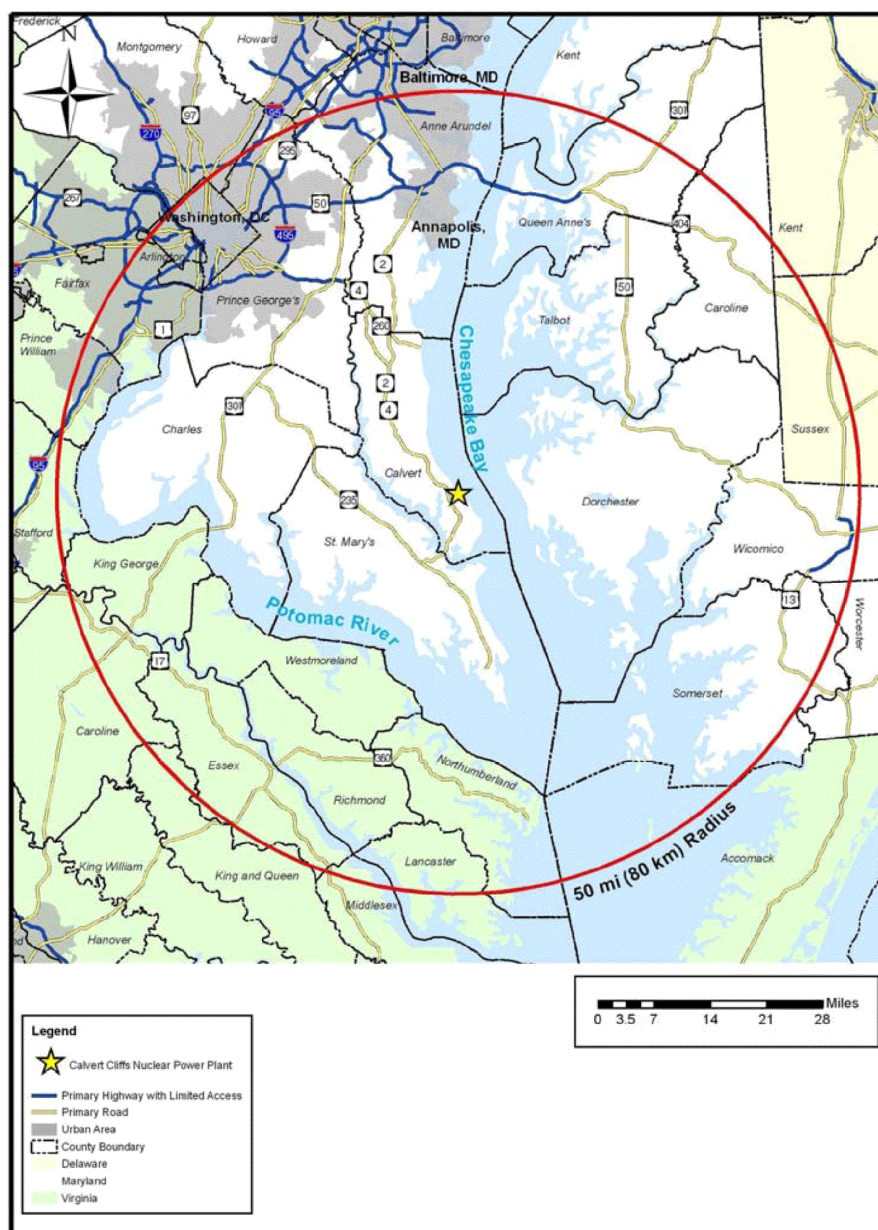 Frederick
N
Montgomery
Howard
Baltimore
Kent
Baltimore, MD
97
95
301
270
Anne Arundel
295
267
50
Washington, DC
Annapolis,
MD
Queen Anne's
404
Kent
495
Arlington
2
Fairfax
4
Prince George's
50
Caroline
Talbot
1
260
Prince
William
Chesapeake Bay
2
4
301
Charles
Sussex
95
Calvert
235
Dorchester
Stafford
St. Mary's
Wicomico
King George
13
Worcester
Potomac River
17
Westmoreland
Somerset
Caroline
Essex
360
Northumberland
Richmond
50 mi (80 km) Radius
King William
Lancaster
Accomack
King and Queen
Middlesex
Hanover
Miles
0 3.5 7 14 21 28
Legend
Calvert Cliffs Nuclear Power Plant
Primary Highway with Limited Access
Primary Road
Urban Area
County Boundary
Delaware
Maryland
Virginia